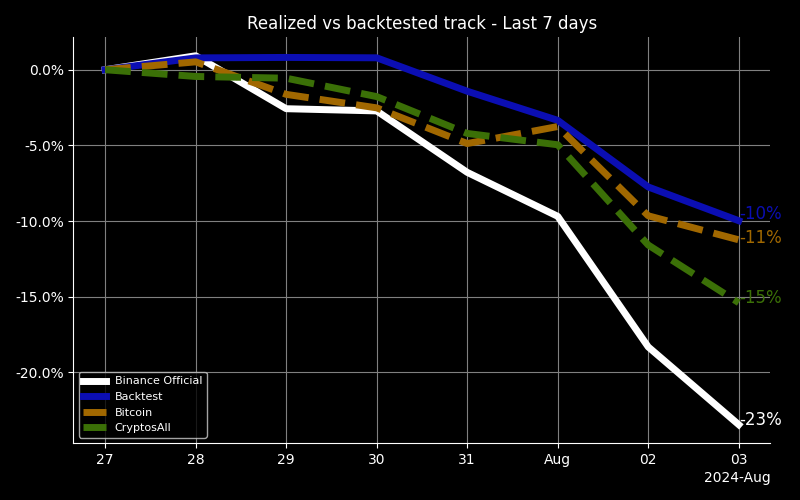 Realized vs backtested track - Last 7 days
0.0%
-5.0%
-10.0%
-15.0%
-20.0%
-10%
-11%
-15%
-23%
Binance Official
Backtest
Bitcoin
CryptosAll
27 28 29 30 31 Aug 02 03
2024-Aug